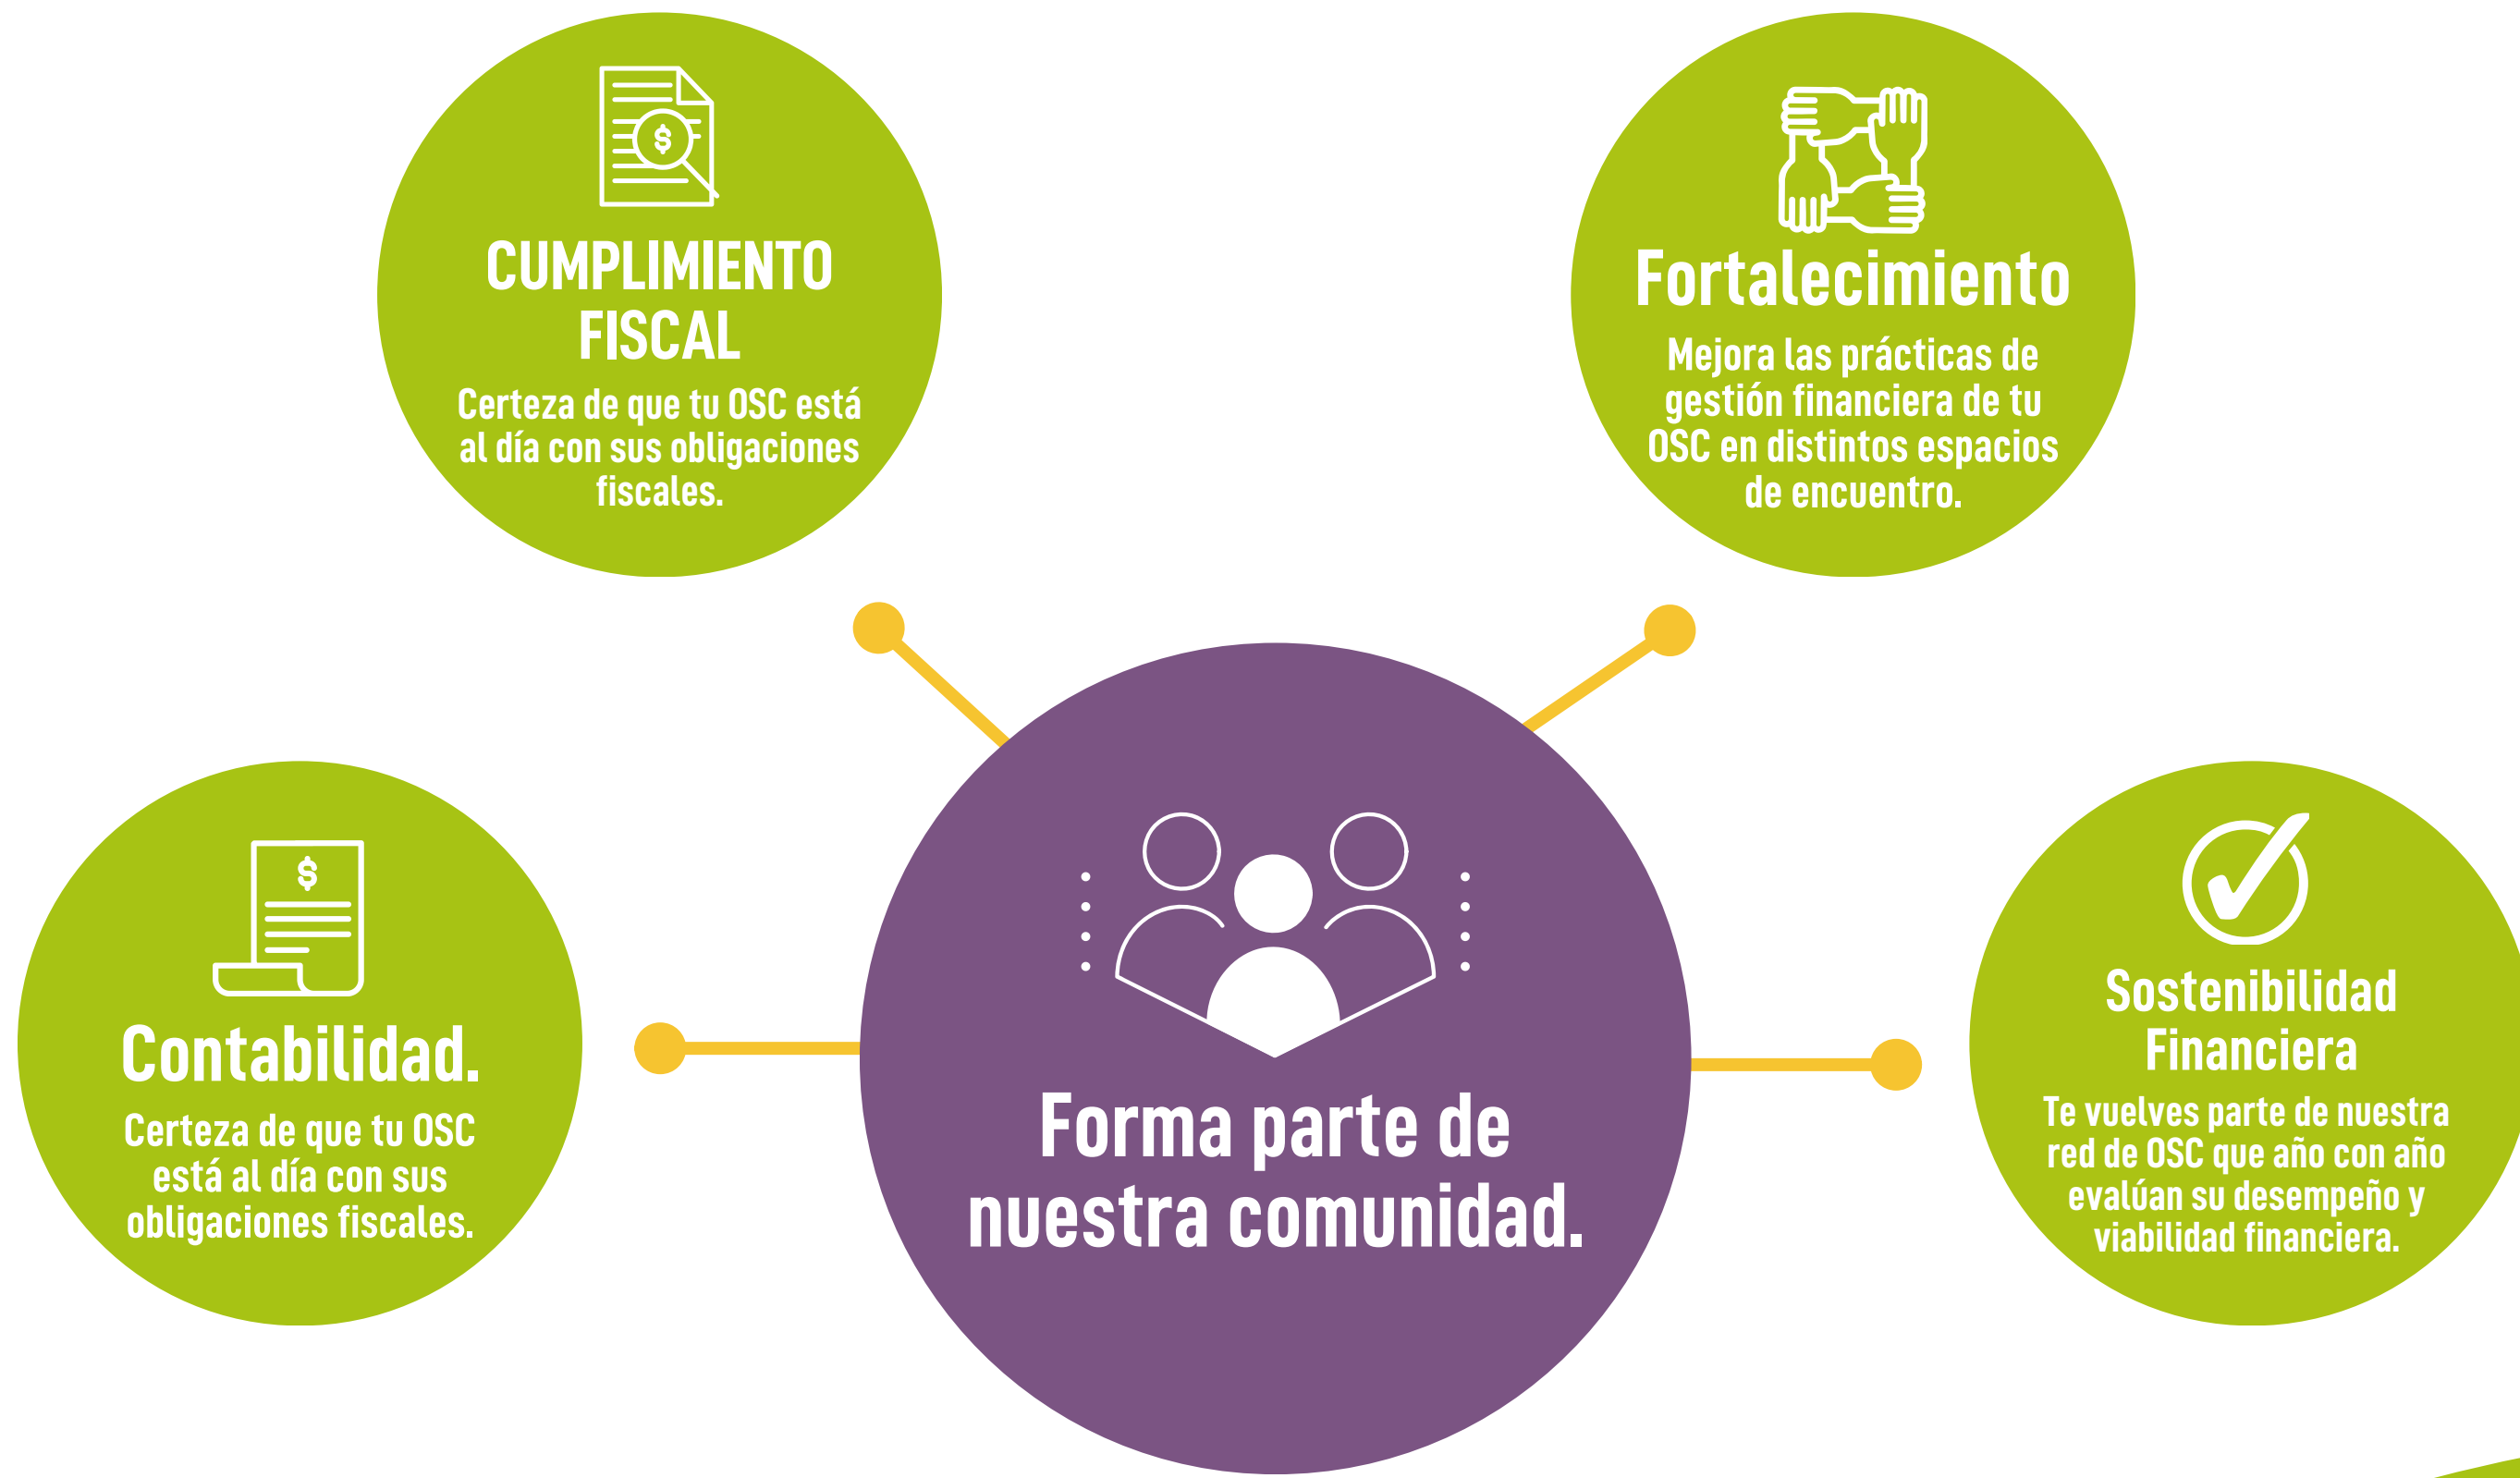 CUMPLIMIENTO
FISCAL
Certeza de que tu OSC está
al día con sus obligaciones
fiscales.
Fortalecimiento
Mejora las prácticas de
gestión financiera de tu
OSC en distintos espacios
de encuentro.
Contabilidad.
Certeza de que tu OSC
está al día con sus
obligaciones fiscales.
Forma parte de
nuestra comunidad.
Sostenibilidad
Financiera
Te vuelves parte de nuestra
red de OSC que año con año
evalúan su desempeño y
viabilidad financiera.